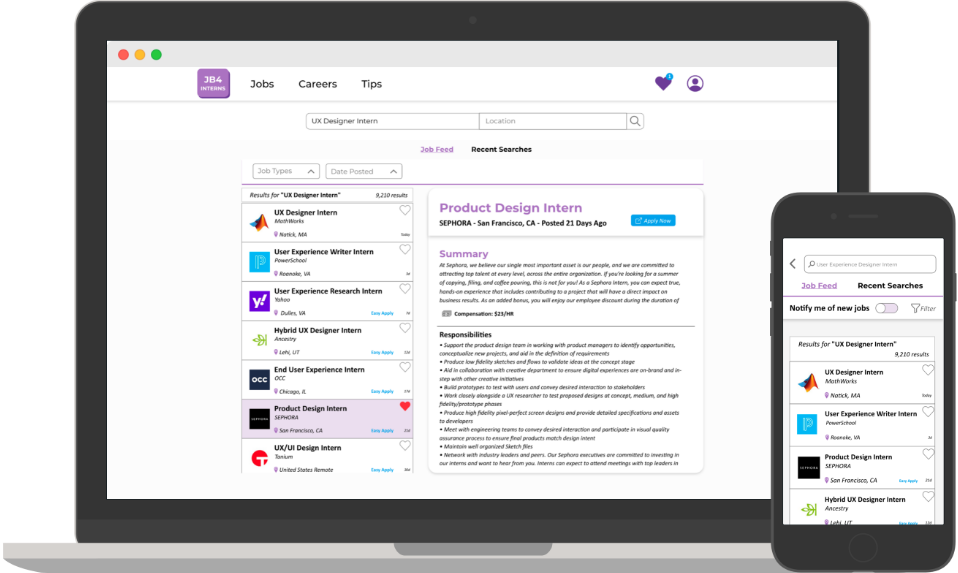 JB4
INTERNS
Jobs
Careers
Tips
UX Designer Intern
Location
Job Feed
Recent Searches
Job Types
Date Posted
Results for "UX Designer Intern"
9,210 results
UX Designer Intern
MathWorks
Natick, MA
Today
User Experience Writer Intern
PowerSchool
Roanoke, VA
User Experience Research Intern
Yahoo
Dulles, VA
Easy Apply
Hybrid UX Designer Intern
Ancestry
Lehi, UT
Easy Apply
End User Experience Intern
OCC
Chicago, IL
Easy Apply
Product Design Intern
SEPHORA
San Francisco, CA
Easy Apply
21d
UX/UI Design Intern
Tanium
United States Remote
Easy Apply
30d
Product Design Intern
SEPHORA - San Francisco, CA - Posted 21 Days Ago
Apply Now
Summary
At Sephora, we believe our single most important asset is our people, and we are committed to
attracting top talent at every level, across the entire organization. If you're looking for a summer
of copying, filing, and coffee pouring, this is not for you! As a Sephora intern, you can expect true,
hands-on experience that includes contributing to a project that will have a direct impact on
business results. As an added bonus, you will enjoy our employee discount during the duration of
Compensation: $23/HR
Responsibilities
• Support the product design team in working with product managers to identify opportunities,
conceptualize new projects, and aid in the definition of requirements
• Produce low fidelity sketches and flows to validate ideas at the concept stage
• Aid in collaboration with creative department to ensure digital experiences are on-brand and in-
step with other creative initiatives
• Build prototypes to test with users and convey desired interaction to stakeholders
• Work closely alongside a UX researcher to test proposed designs at concept, medium, and high
fidelity/prototype phases
• Produce high fidelity pixel-perfect screen designs and provide detailed specifications and assets
to developers
• Meet with engineering teams to convey desired interaction and participate in visual quality
assurance process to ensure final products match design intent
• Maintain well organized Sketch files
• Network with industry leaders and peers. Our Sephora executives are committed to investing in
our interns and want to hear from you. Interns can expect to attend meetings with top leaders in
User Experience Designer Intern
Job Feed
Recent Searches
Notify me of new jobs
Filter
Results for "UX Designer Intern"
9,210 results
UX Designer Intern
MathWorks
Natick, MA
Today
User Experience Writer Intern
PowerSchool
Roanoke, VA
Product Design Intern
SEPHORA
San Francisco, CA
Easy Apply
21d
Hybrid UX Designer Intern
Ancestry
Lehi, UT
Easy Apply